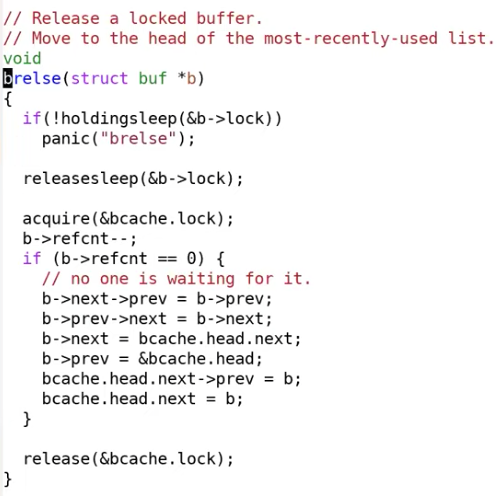 // Release a locked buffer.
// Move to the head of the most-recently-used list.
void
brelse(struct buf *b)
{
  if(!holdingsleep(&b->lock))
    panic("brelse");

  releasesleep(&b->lock);

  acquire(&bcache.lock);
  b->refcnt--;
  if (b->refcnt == 0) {
    // no one is waiting for it.
    b->next->prev = b->prev;
    b->prev->next = b->next;
    b->next = bcache.head.next;
    b->prev = &bcache.head;
    bcache.head.next->prev = b;
    bcache.head.next = b;
  }

  release(&bcache.lock);
}